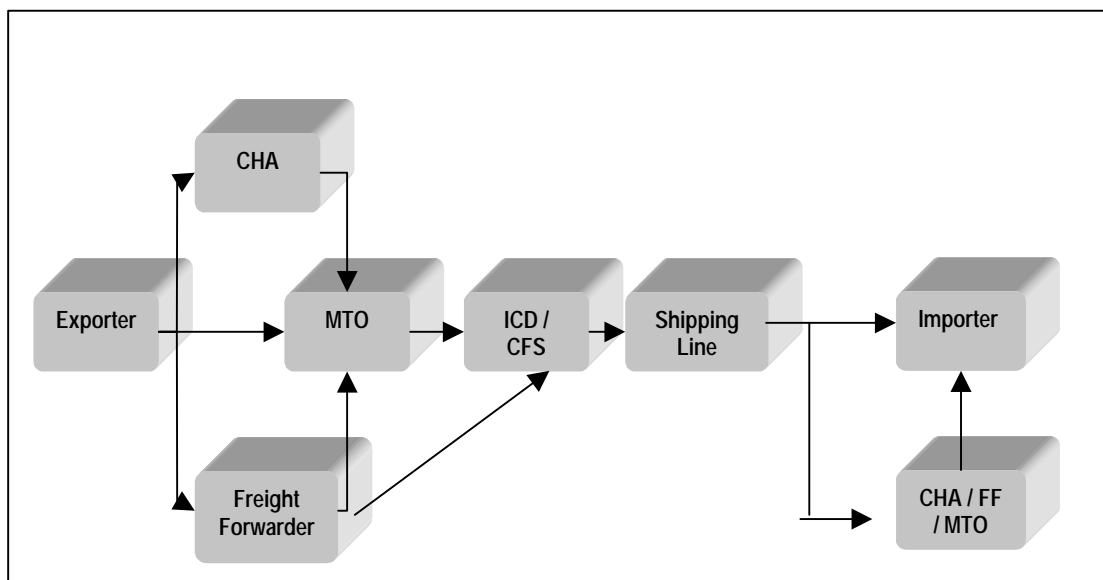 CHA
Exporter
MTO
ICD /
CFS
Shipping
Line
Importer
Freight
Forwarder
CHA / FF
/ MTO